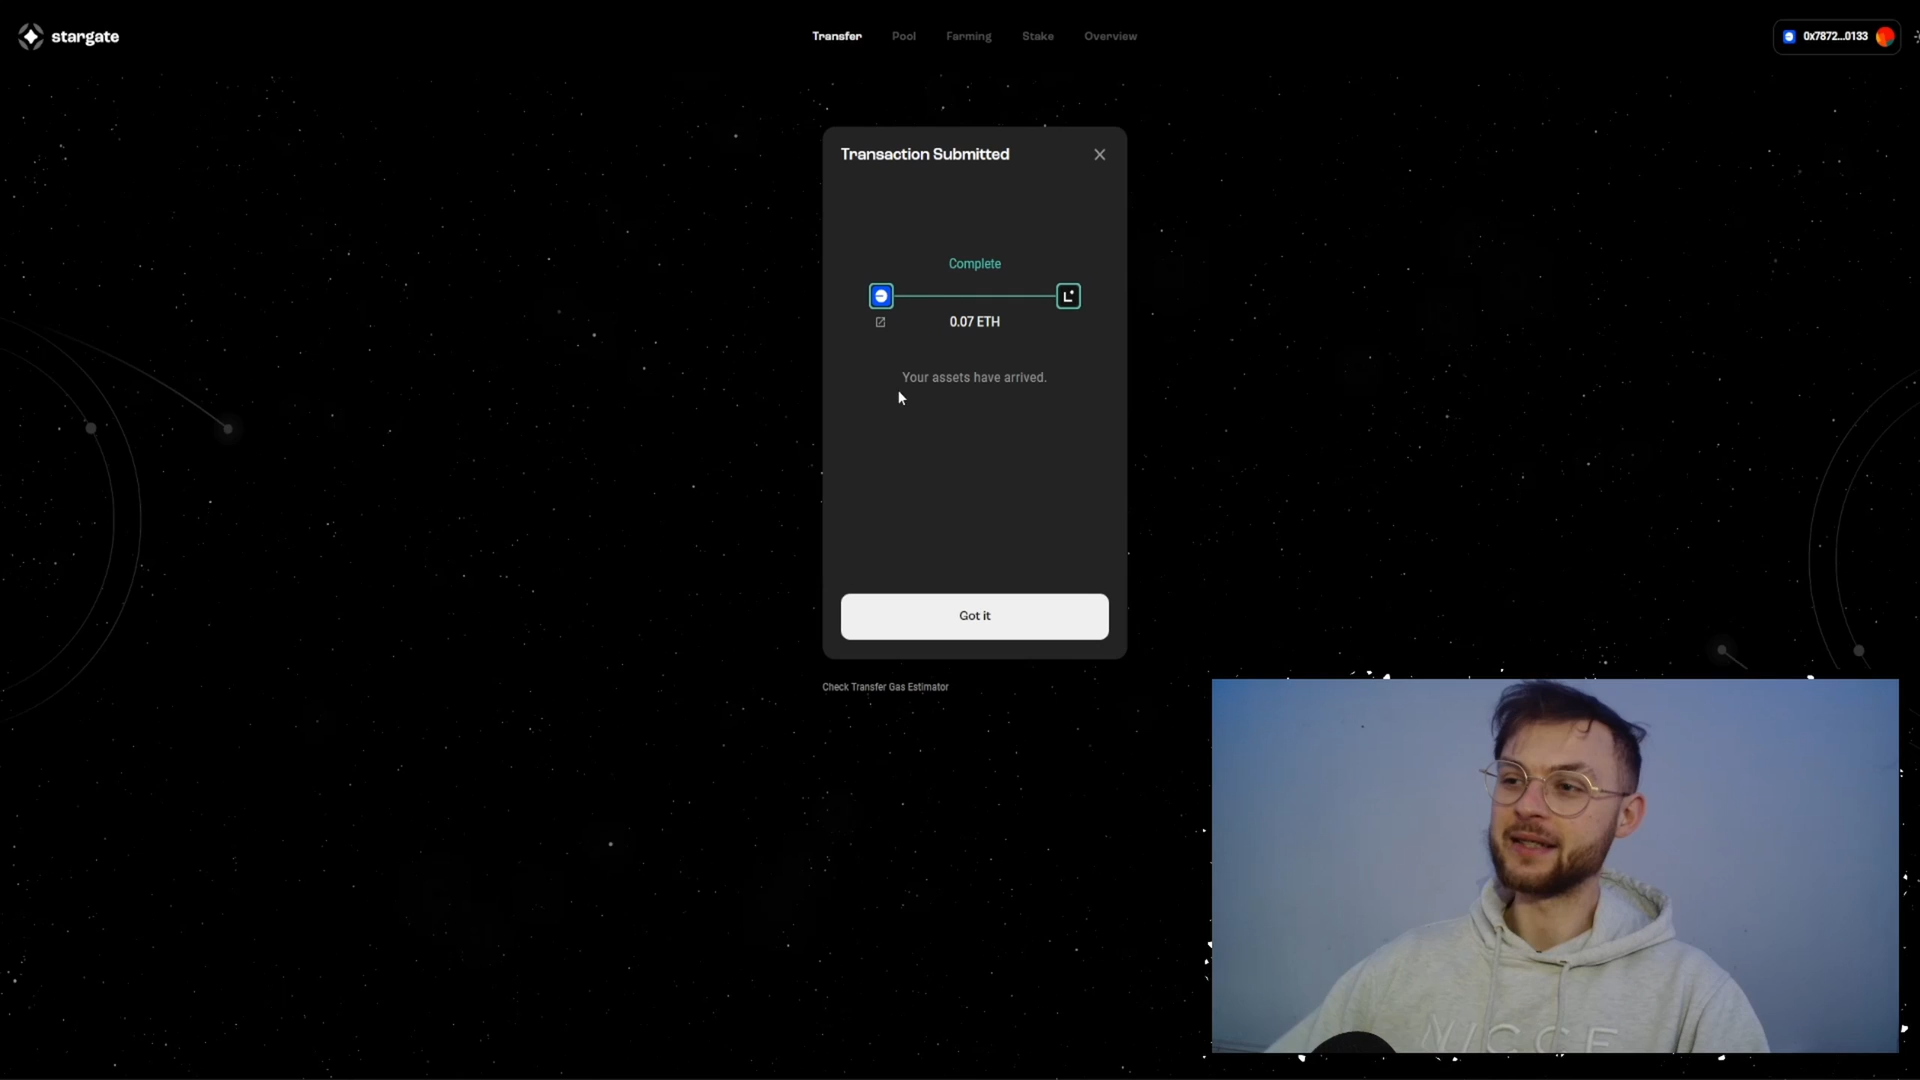 stargate
Transfer
Pool
Farming
Stake
Overview
0x7872...0133
Transaction Submitted
Complete
0.07 ETH
Your assets have arrived.
Got it
Check Transfer Gas Estimator
NICCE